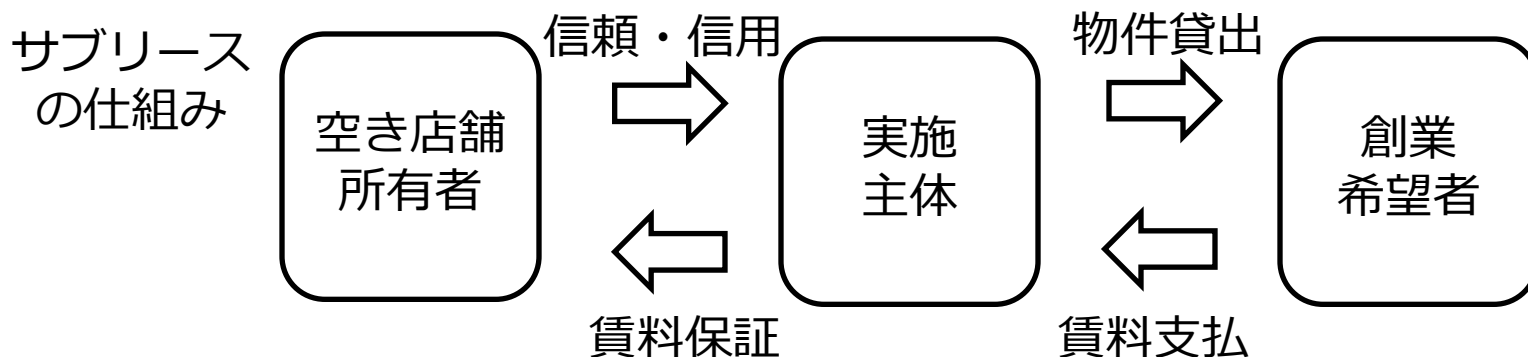 サブリース
の仕組み
空き店舗
所有者
信頼・信用
賃料保証
実施
主体
物件貸出
賃料支払
創業
希望者